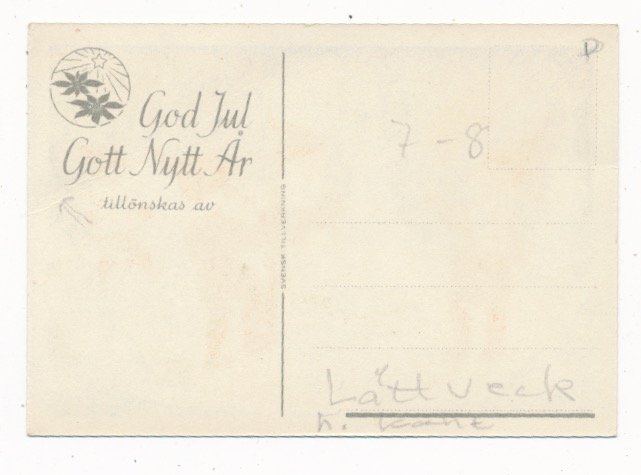 God Jul
Gott Nytt År
tillönskas av
SVENSK TILLVERKNING
D
7-8
Lätt veck
h. kant